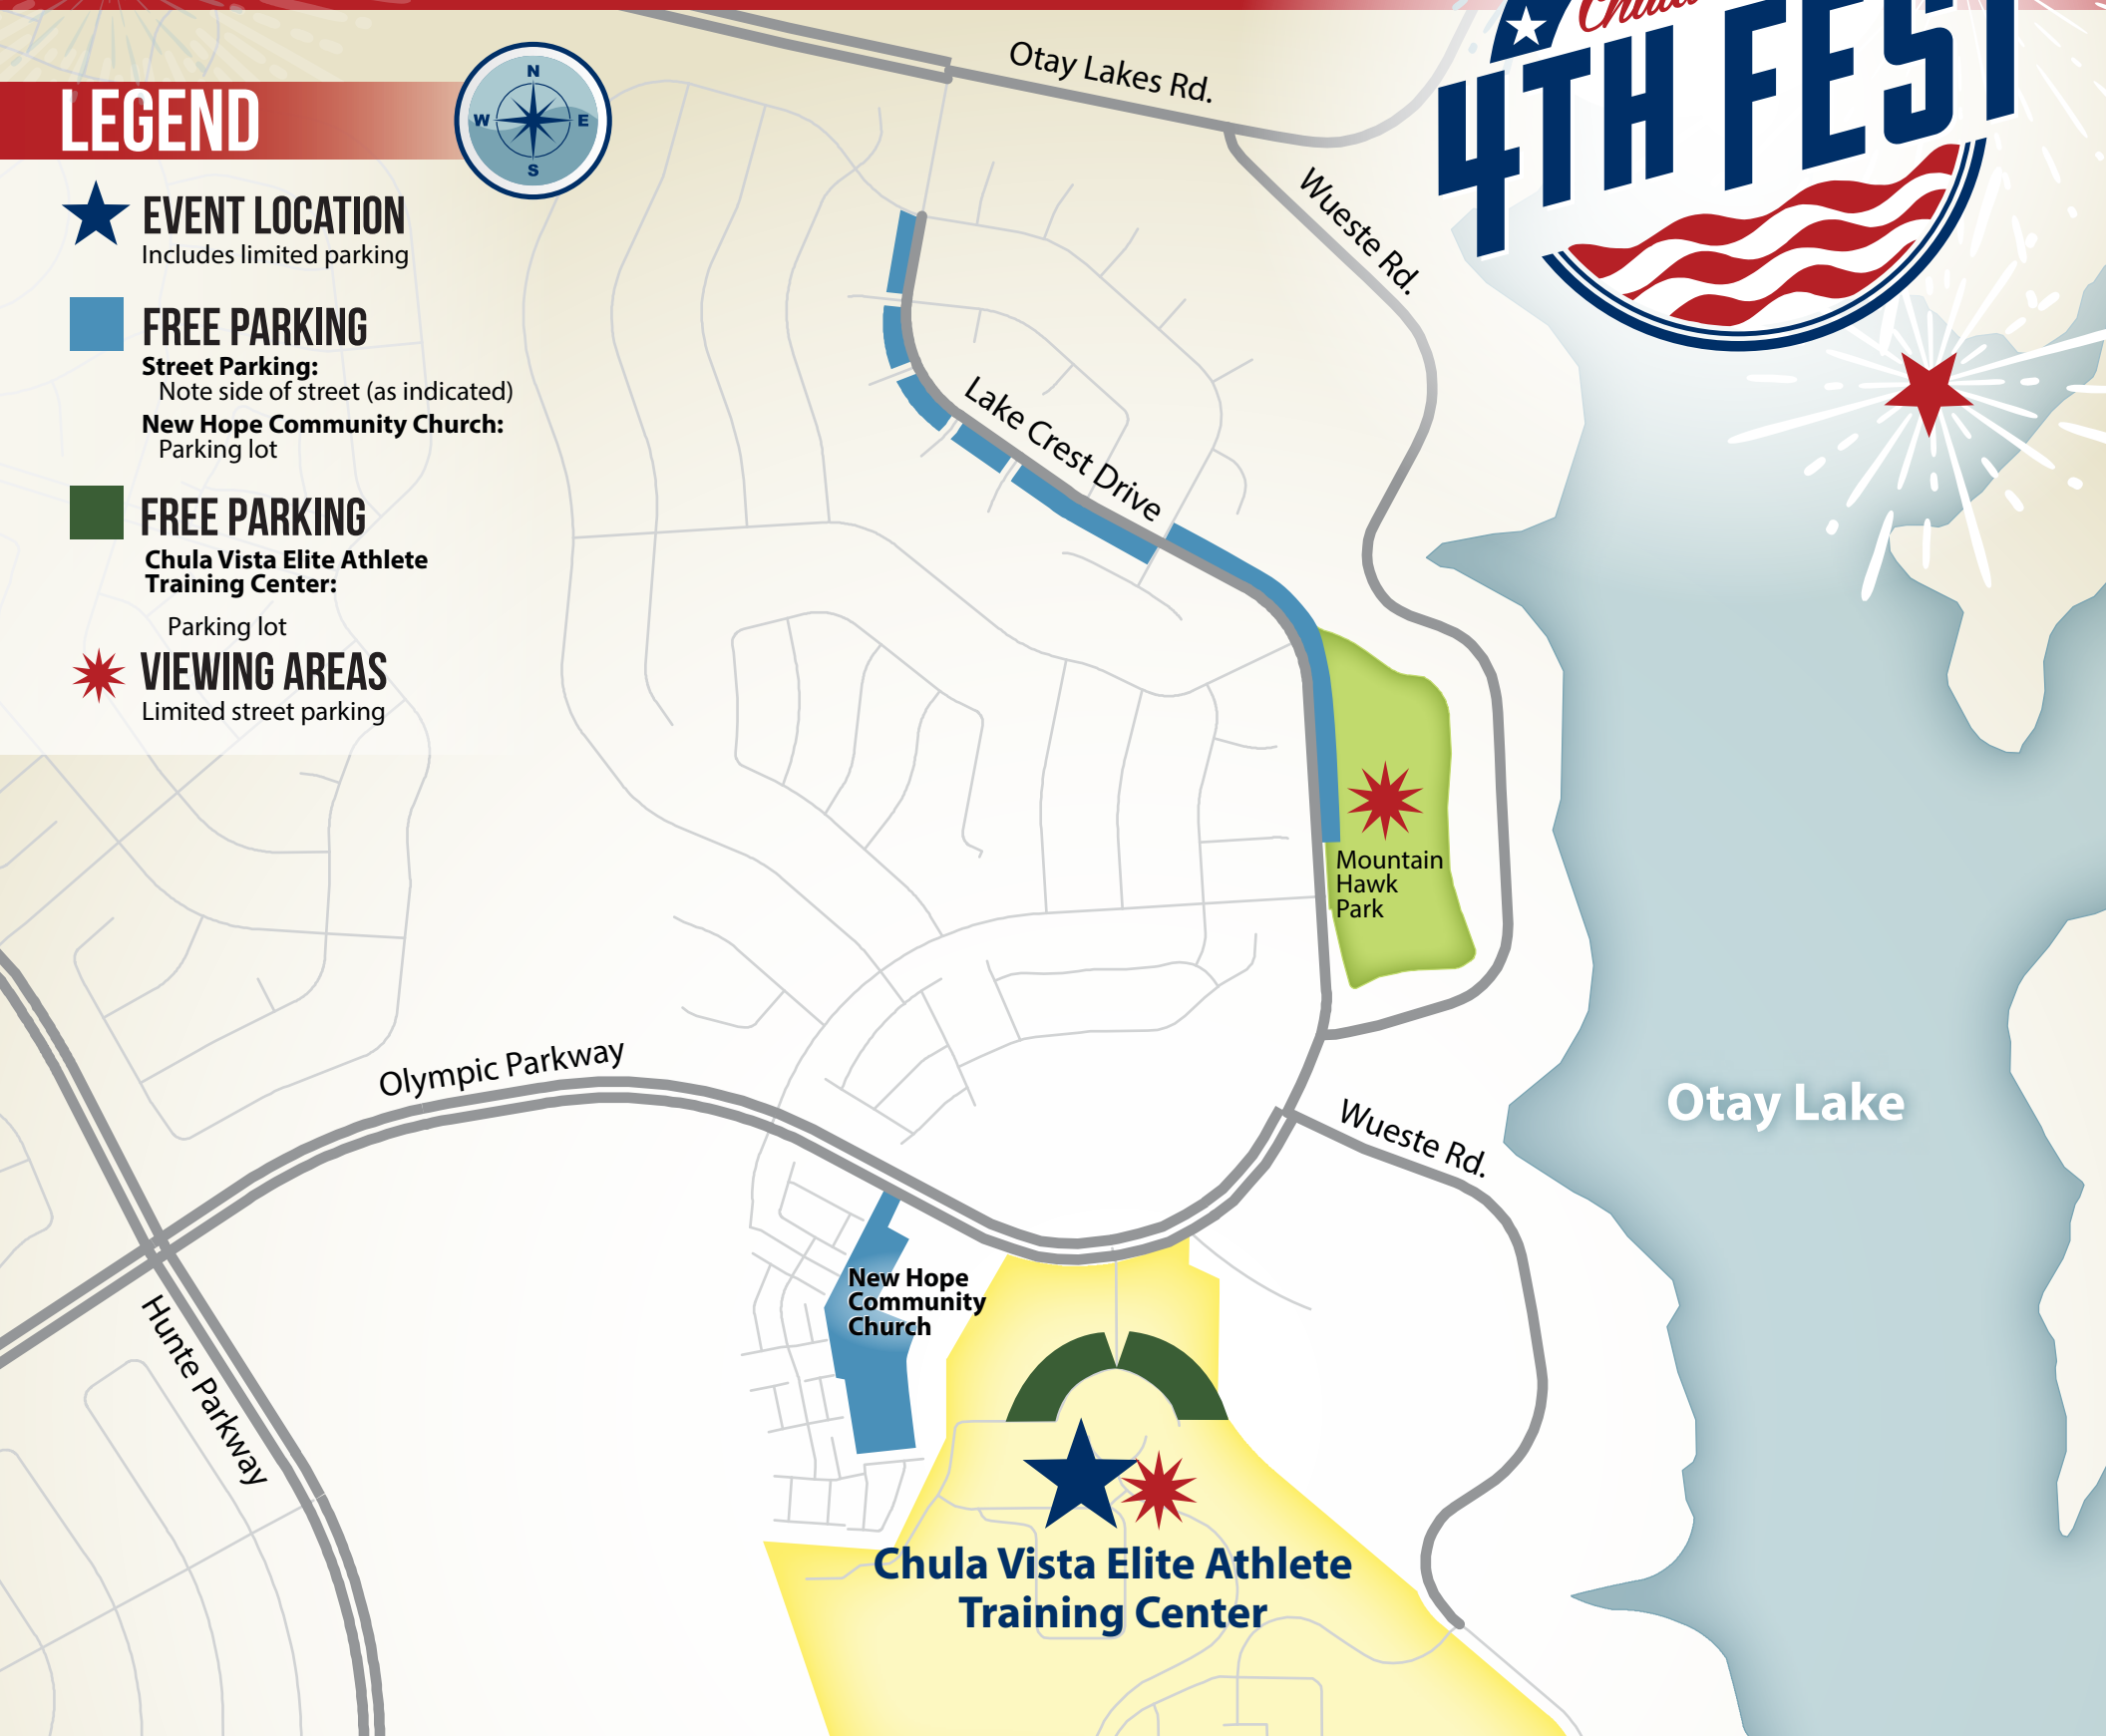 Chula
4TH FEST
LEGEND
N
W
E
S
EVENT LOCATION
Includes limited parking
FREE PARKING
Street Parking:
Note side of street (as indicated)
New Hope Community Church:
Parking lot
FREE PARKING
Chula Vista Elite Athlete
Training Center:
Parking lot
VIEWING AREAS
Limited street parking
Otay Lakes Rd.
Wueste Rd.
Lake Crest Drive
Mountain
Hawk
Park
Olympic Parkway
Otay Lake
Wueste Rd.
New Hope
Community
Church
Hunte Parkway
Chula Vista Elite Athlete
Training Center